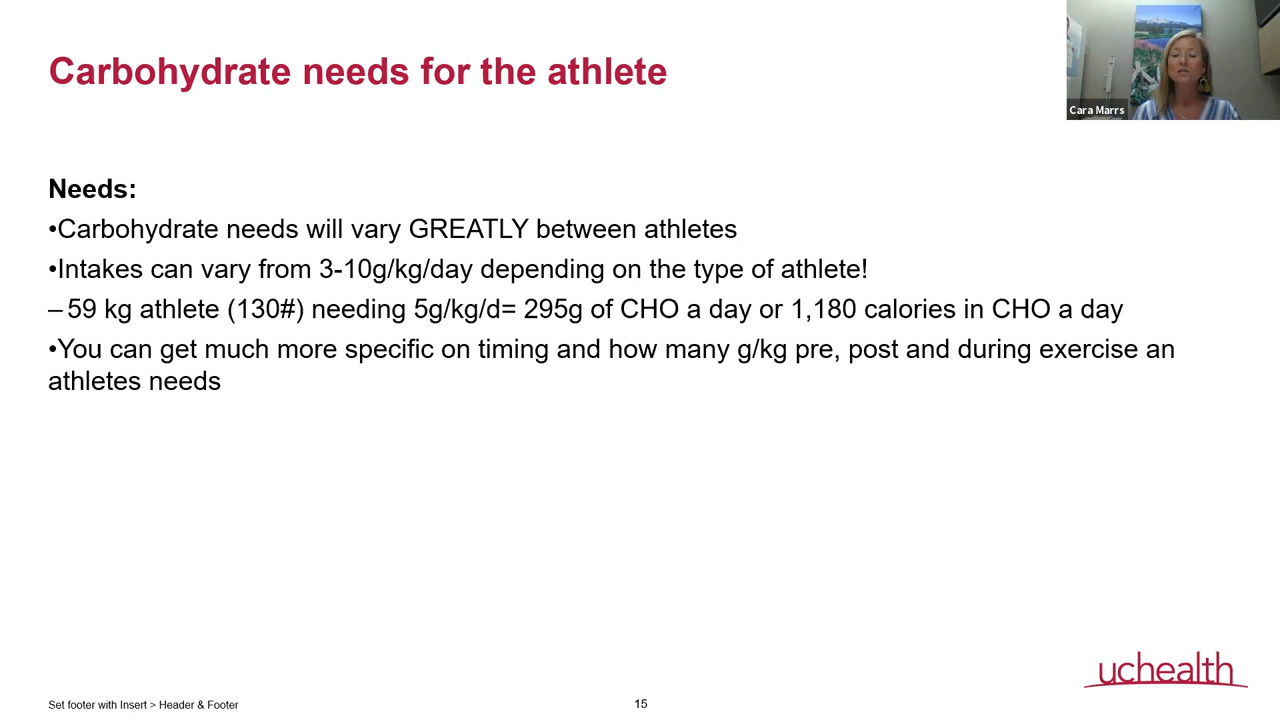 Carbohydrate needs for the athlete
Cara Marrs
Needs:
•Carbohydrate needs will vary GREATLY between athletes
•Intakes can vary from 3-10g/kg/day depending on the type of athlete!
– 59 kg athlete (130#) needing 5g/kg/d= 295g of CHO a day or 1,180 calories in CHO a day
•You can get much more specific on timing and how many g/kg pre, post and during exercise an
athletes needs
uchealth
Set footer with Insert > Header & Footer
15